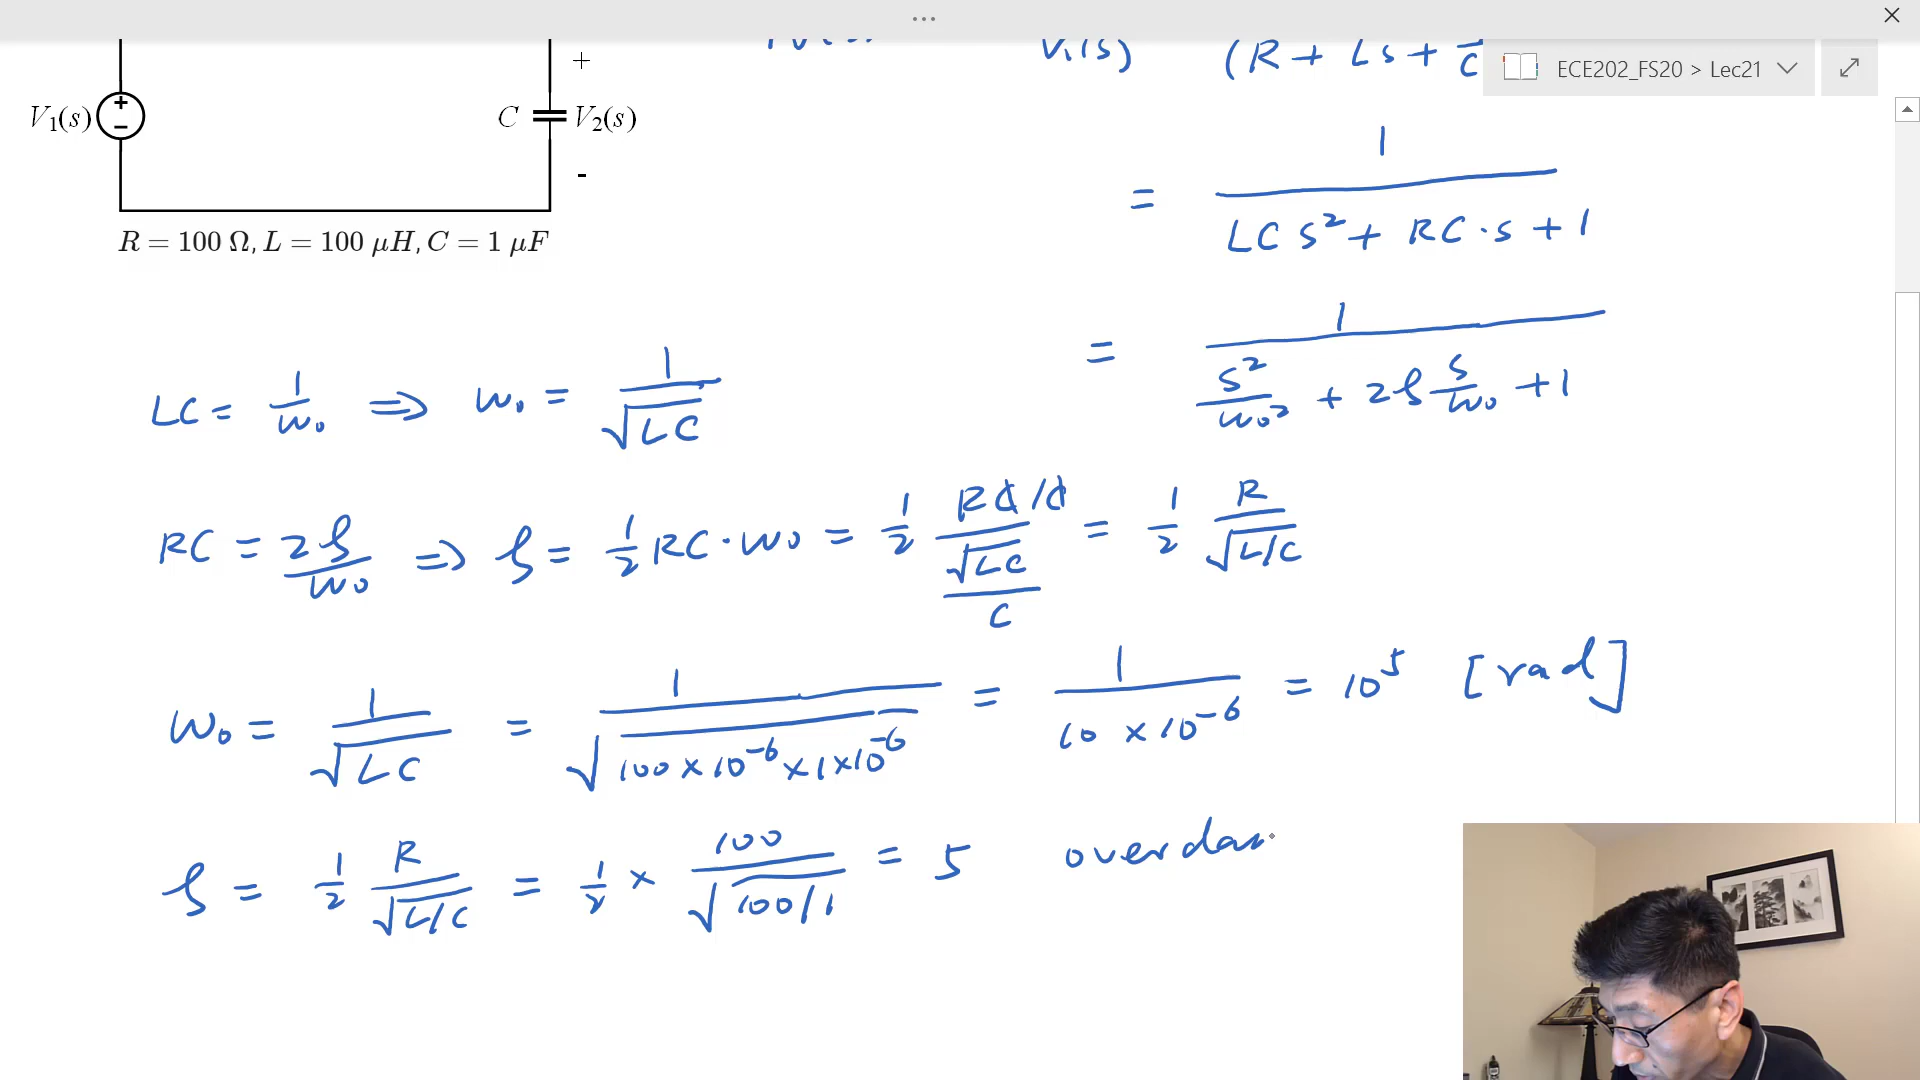 ECE202_FS20 > Lec21
V₁(s) (R + Ls + 1/C
= 1 / (LC s² + RC · s + 1)
V₁(s) + − C + V₂(s) -
R = 100 Ω, L = 100 μH, C = 1 μF
= 1 / (s²/ω₀² + 2ζ s/ω₀ + 1)
LC = 1/ω₀ ⇒ ω₀ = 1/√LC
RC = 2ζ/ω₀ ⇒ ζ = 1/2 RC · ω₀ = 1/2 (RC/C)/(√LC/C) = 1/2 R/√L/C
ω₀ = 1/√LC = 1/√100 × 10⁻⁶ × 1 × 10⁻⁶ = 1/(10 × 10⁻⁶) = 10⁵ [rad]
ζ = 1/2 R/√L/C = 1/2 × 100/√100/1 = 5 overdam